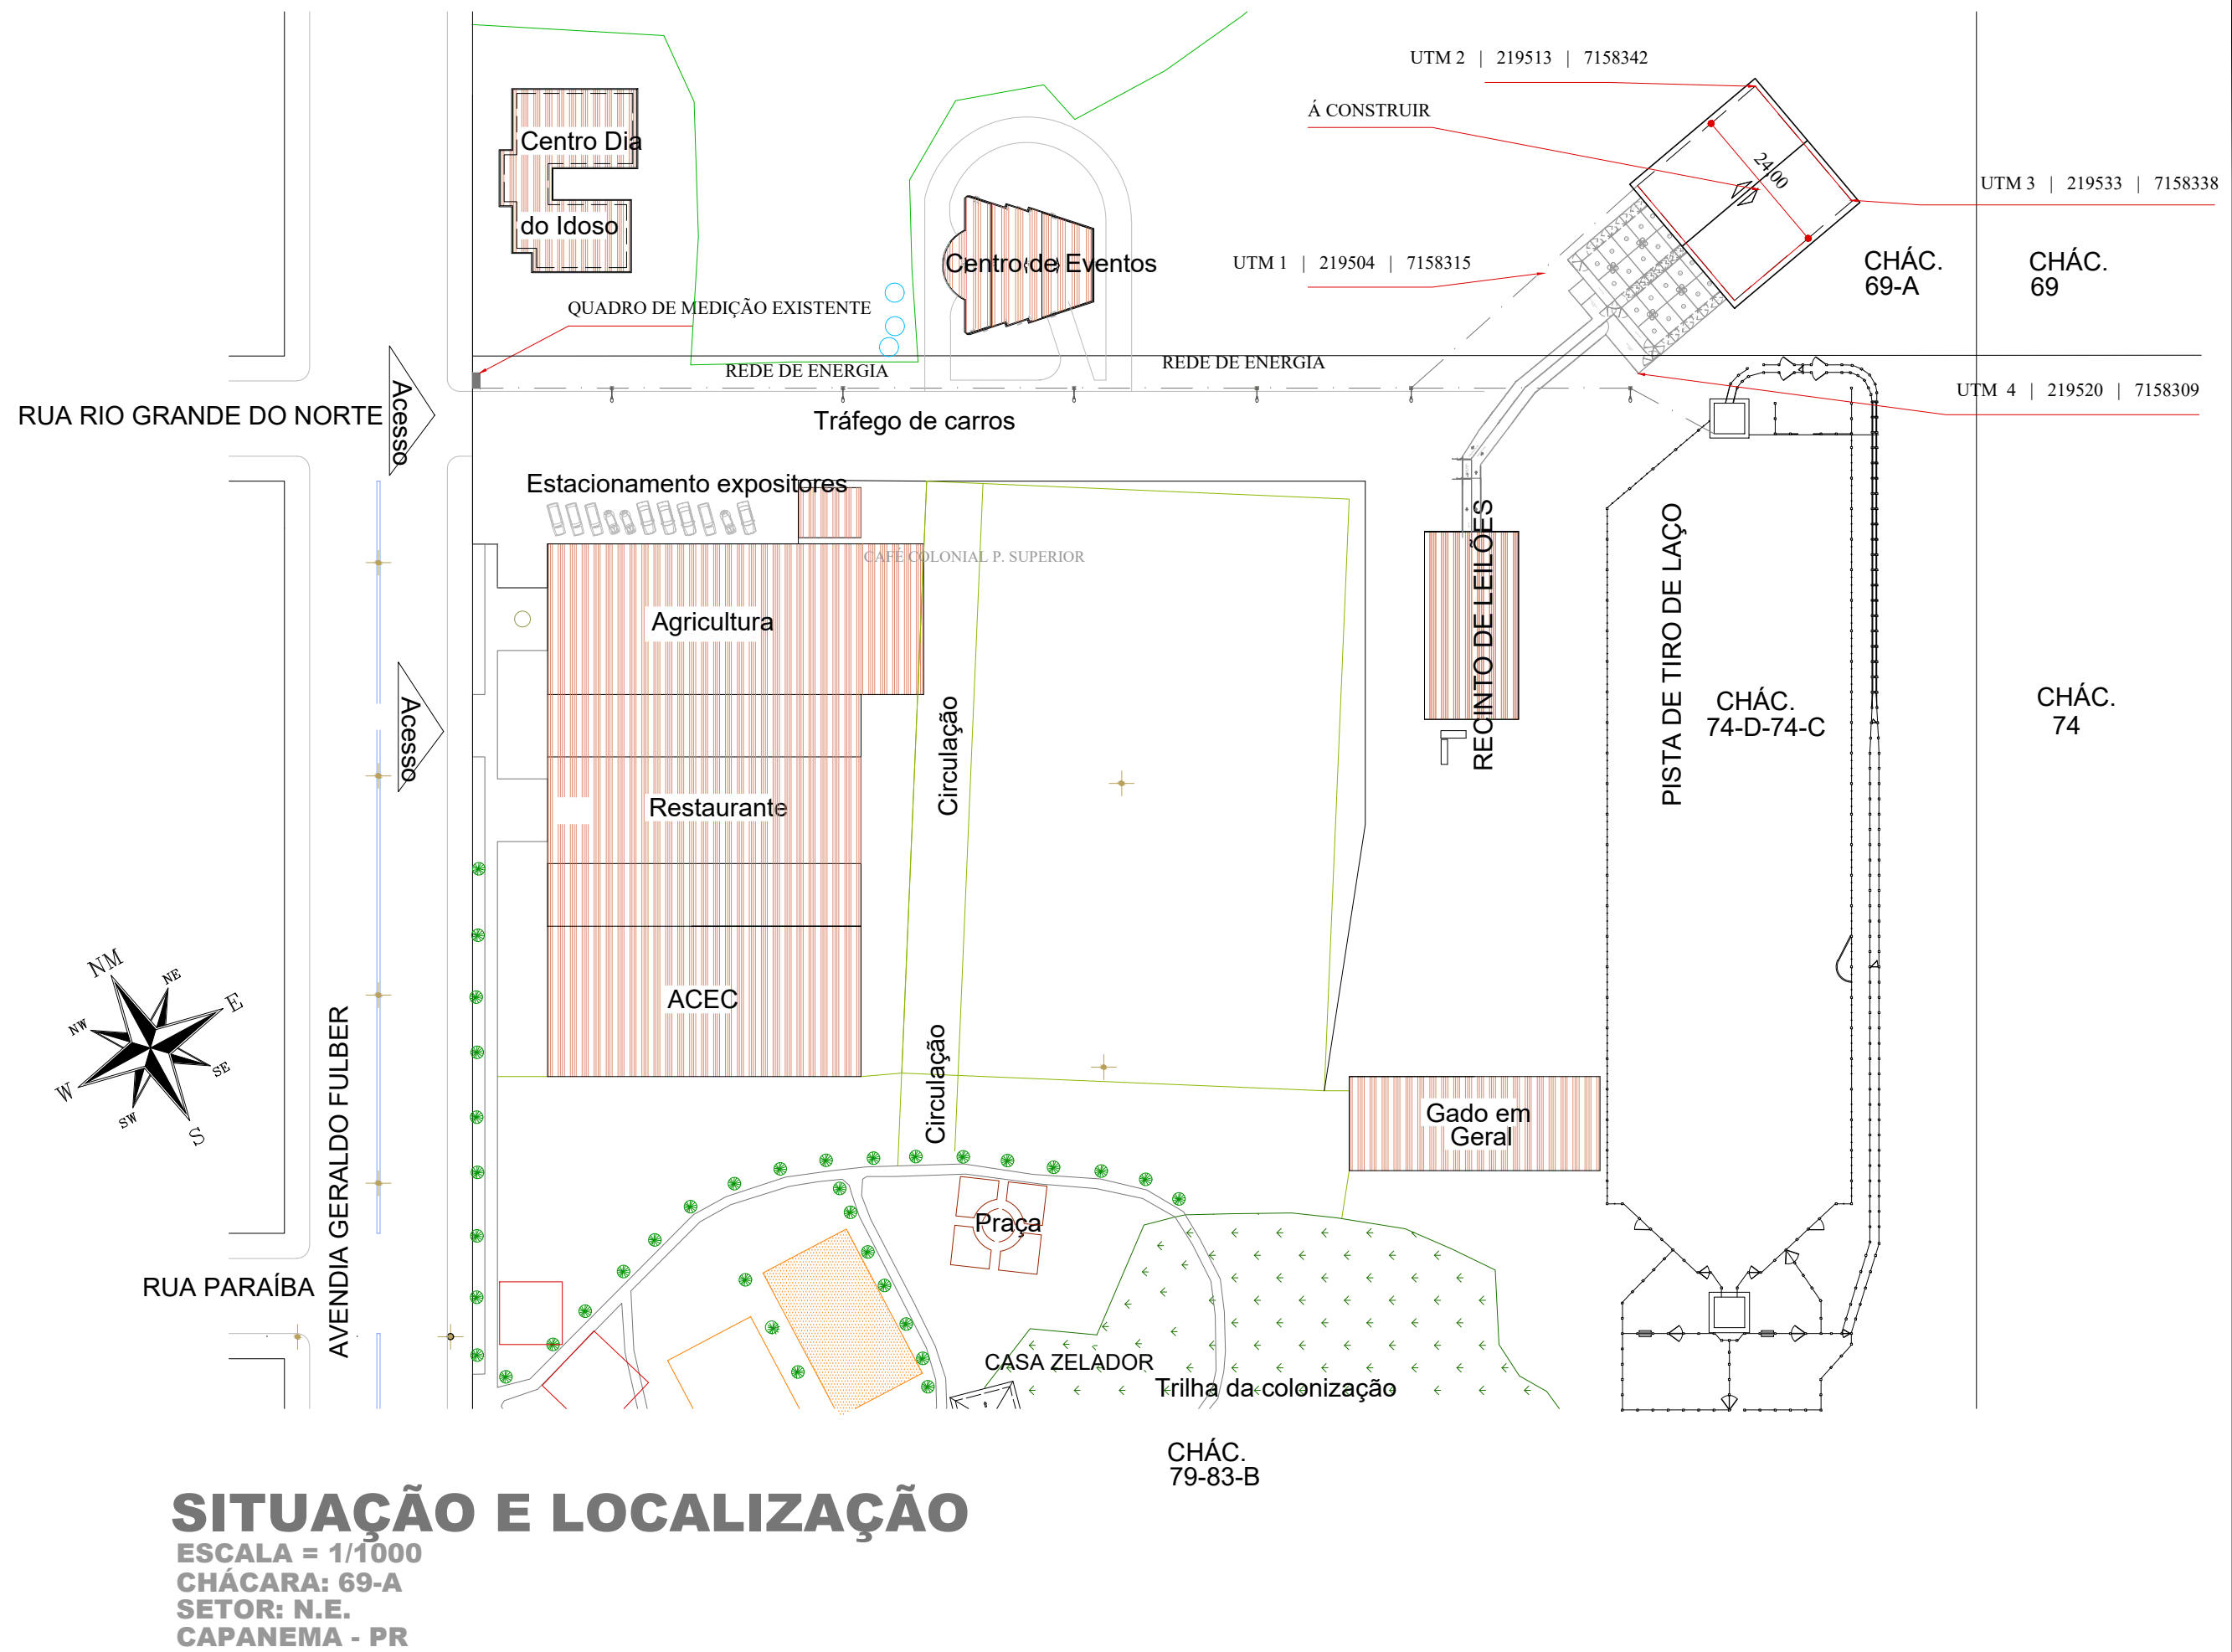 UTM 2 | 219513 | 7158342
Á CONSTRUIR
24,00
UTM 3 | 219533 | 7158338
Centro Dia
do Idoso
Centro de Eventos
UTM 1 | 219504 | 7158315
CHÁC.
69-A
CHÁC.
69
QUADRO DE MEDIÇÃO EXISTENTE
REDE DE ENERGIA
REDE DE ENERGIA
UTM 4 | 219520 | 7158309
RUA RIO GRANDE DO NORTE
Acesso
Tráfego de carros
Estacionamento expositores
CAFÉ COLONIAL P. SUPERIOR
Agricultura
RECINTO DE LEILÕES
PISTA DE TIRO DE LAÇO
CHÁC.
74-D-74-C
CHÁC.
74
Acesso
Circulação
Restaurante
ACEC
Circulação
NM
NE
E
SE
S
SW
W
NW
Gado em
Geral
AVENDIA GERALDO FULBER
RUA PARAÍBA
Praça
CASA ZELADOR
Trilha da colonização
CHÁC.
79-83-B
SITUAÇÃO E LOCALIZAÇÃO
ESCALA = 1/1000
CHÁCARA: 69-A
SETOR: N.E.
CAPANEMA - PR